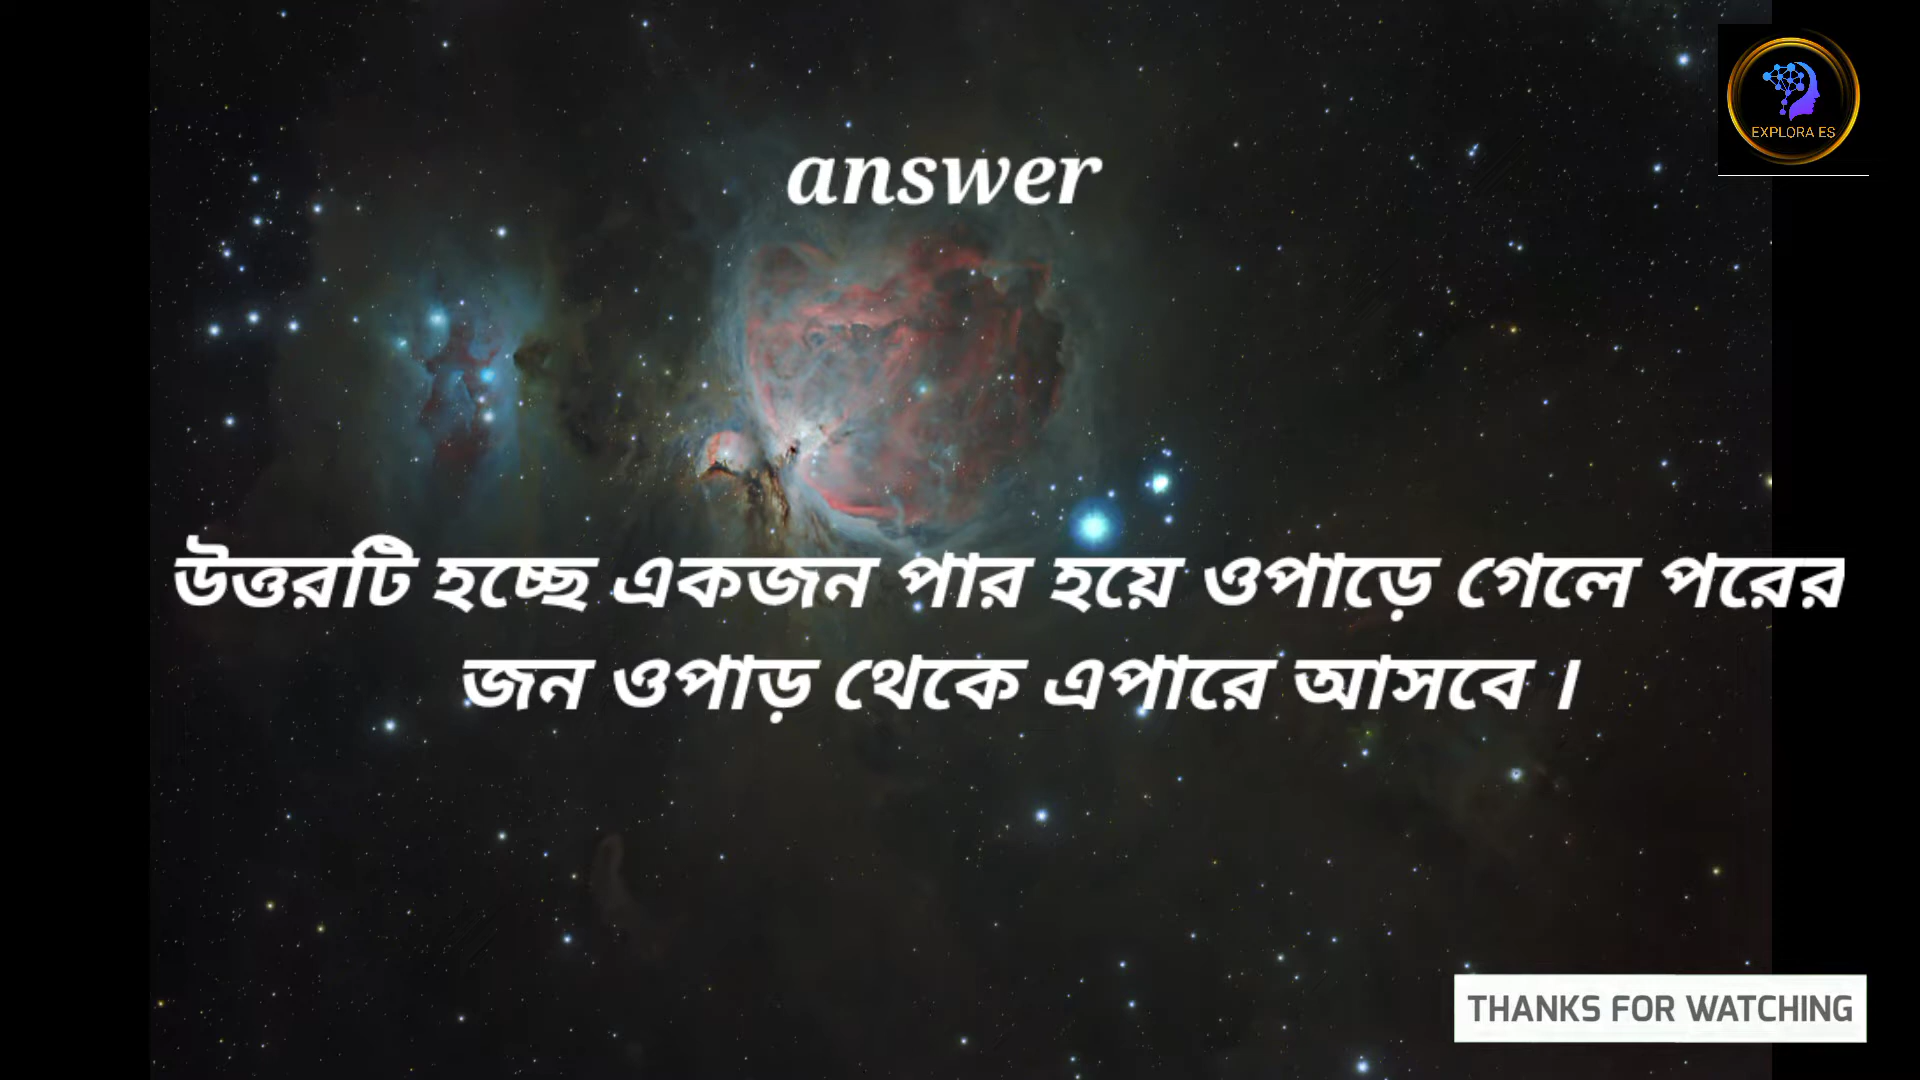 EXPLORA ES
answer
উত্তরটি হচ্ছে একজন পার হয়ে ওপাড়ে গেলে পরের
জন ওপাড় থেকে এপারে আসবে ।
THANKS FOR WATCHING